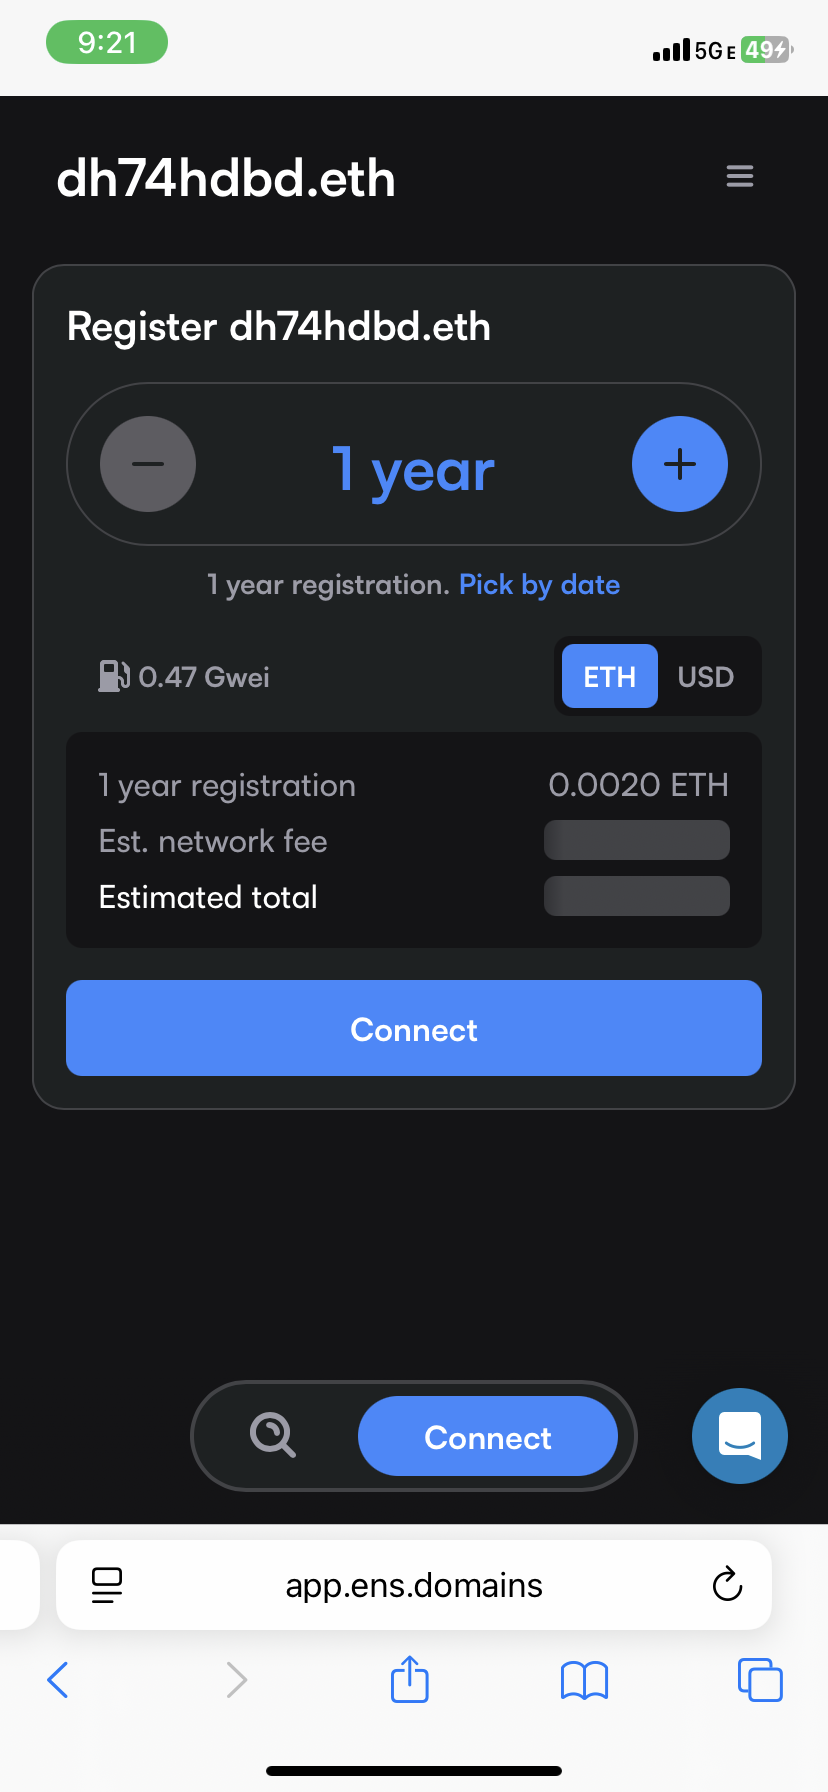 9:21
5G E 49
dh74hdbd.eth
Register dh74hdbd.eth
1 year
1 year registration. Pick by date
0.47 Gwei
ETH USD
1 year registration 0.0020 ETH
Est. network fee
Estimated total
Connect
Connect
app.ens.domains